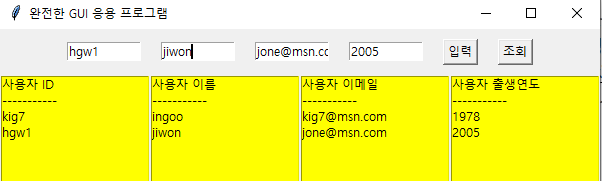 완전한 GUI 응용 프로그램
hgw1 jiwon jone@msn.cc 2005 입력 조회
사용자 ID 사용자 이름 사용자 이메일 사용자 출생연도
----------- ----------- ----------- -----------
kig7 ingoo kig7@msn.com 1978
hgw1 jiwon jone@msn.com 2005